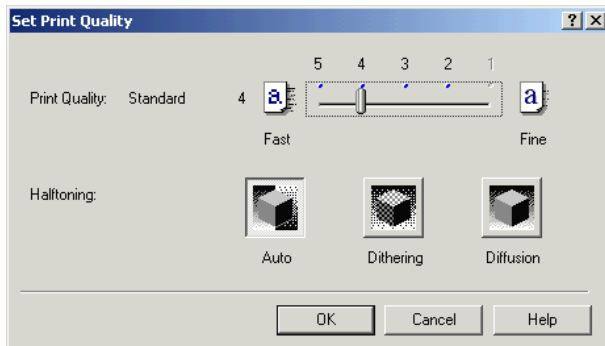 Set Print Quality
5 4 3 2 1
Print Quality: Standard 4 a a
Fast Fine
Halftoning:
Auto Dithering Diffusion
OK Cancel Help